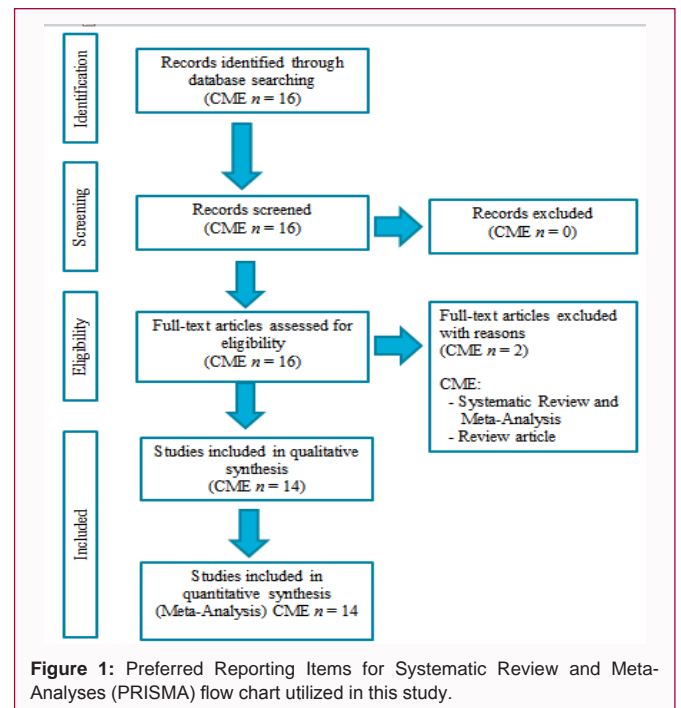 Identification
Records identified through
database searching
(CME n = 16)
Screening
Records screened
(CME n = 16)
Records excluded
(CME n = 0)
Eligibility
Full-text articles assessed for
eligibility
(CME n = 16)
Full-text articles excluded
with reasons
(CME n = 2)
CME:
- Systematic Review and
Meta-Analysis
- Review article
Included
Studies included in qualitative
synthesis
(CME n = 14)
Studies included in
quantitative synthesis
(Meta-Analysis) CME n = 14
Figure 1: Preferred Reporting Items for Systematic Review and Meta-
Analyses (PRISMA) flow chart utilized in this study.